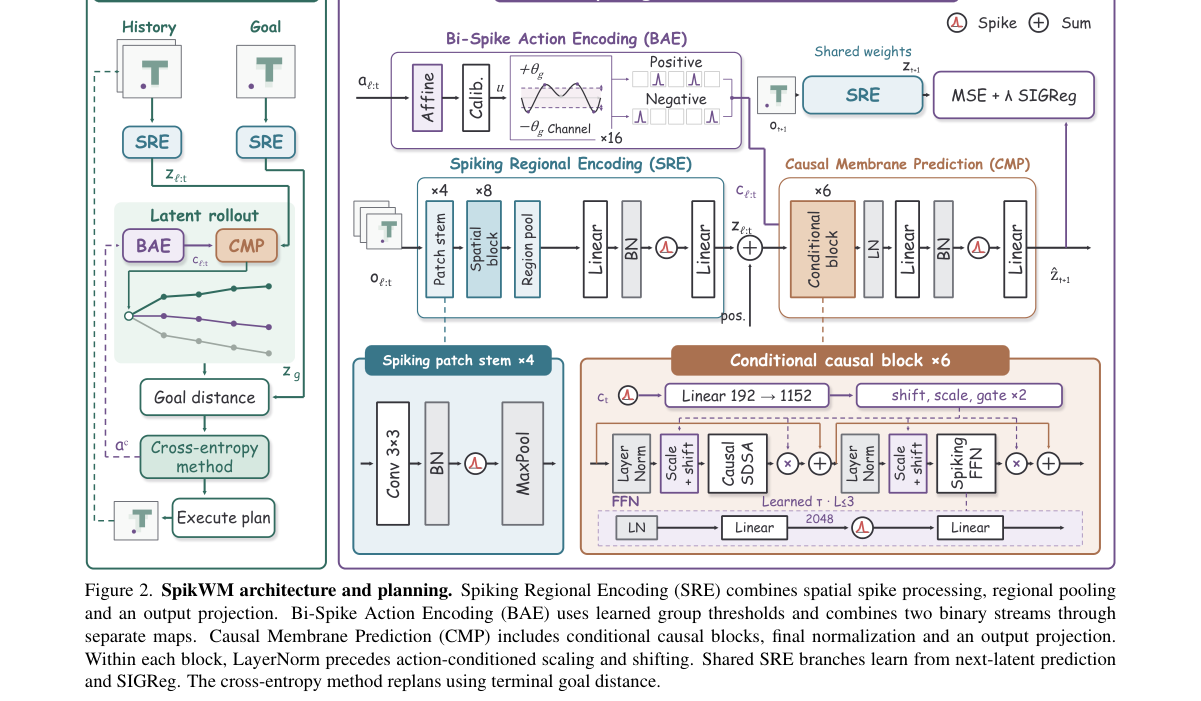 History
Goal
SRE
SRE
z_{ℓ:t}
Latent rollout
BAE
CMP
c_{ℓ:t}
z_g
Goal distance
a^c
Cross-entropy
method
Execute plan
Spike
Sum
Bi-Spike Action Encoding (BAE)
a_{ℓ:t}
Affine
Calib.
u
+θ_g
−θ_g Channel
×16
Positive
Negative
Shared weights
o_{t+1}
SRE
z_{t+1}
MSE + λ SIGReg
Spiking Regional Encoding (SRE)
×4
×8
o_{ℓ:t}
Patch stem
Spatial
block
Region pool
Linear
BN
Linear
z_{ℓ:t}
c_{ℓ:t}
pos.
Causal Membrane Prediction (CMP)
×6
Conditional
block
LN
Linear
BN
Linear
ẑ_{t+1}
Spiking patch stem ×4
Conv 3×3
BN
MaxPool
Conditional causal block ×6
c_t
Linear 192 → 1152
shift, scale, gate ×2
Layer
Norm
Scale
+ shift
Causal
SDSA
×
Layer
Norm
Scale
+ shift
Spiking
FFN
×
FFN
Learned τ · L≤3
LN
Linear
2048
Linear
Figure 2. SpikWM architecture and planning. Spiking Regional Encoding (SRE) combines spatial spike processing, regional pooling
and an output projection. Bi-Spike Action Encoding (BAE) uses learned group thresholds and combines two binary streams through
separate maps. Causal Membrane Prediction (CMP) includes conditional causal blocks, final normalization and an output projection.
Within each block, LayerNorm precedes action-conditioned scaling and shifting. Shared SRE branches learn from next-latent prediction
and SIGReg. The cross-entropy method replans using terminal goal distance.